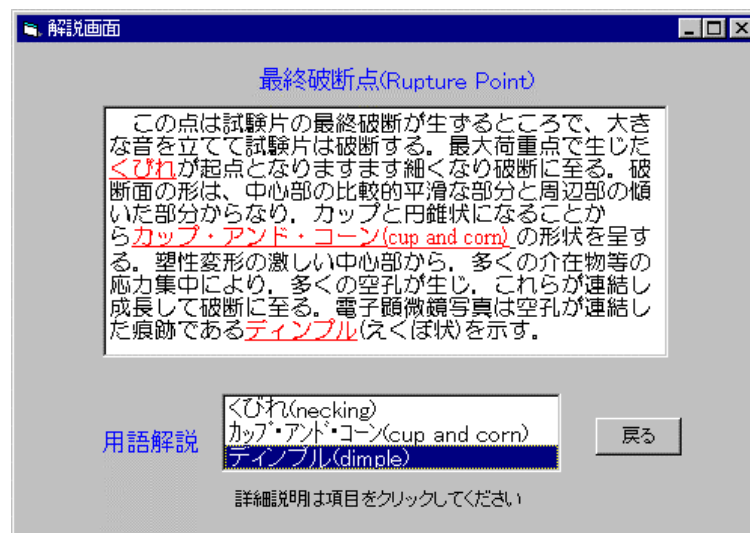 解説画面
最終破断点(Rupture Point)
この点は試験片の最終破断が生ずるところで、大き
な音を立てて試験片は破断する。最大荷重点で生じた
くびれが起点となりますます細くなり破断に至る。破
断面の形は、中心部の比較的平滑な部分と周辺部の傾
いた部分からなり，カップと円錐状になることか
らカップ・アンド・コーン(cup and corn) の形状を呈す
る。塑性変形の激しい中心部から，多くの介在物等の
応力集中により，多くの空孔が生じ，これらが連結し
成長して破断に至る。電子顕微鏡写真は空孔が連結し
た痕跡であるディンプル(えくぼ状)を示す。
くびれ(necking)
カップ・アンド・コーン(cup and corn)
ディンプル(dimple)
用語解説
戻る
詳細説明は項目をクリックしてください